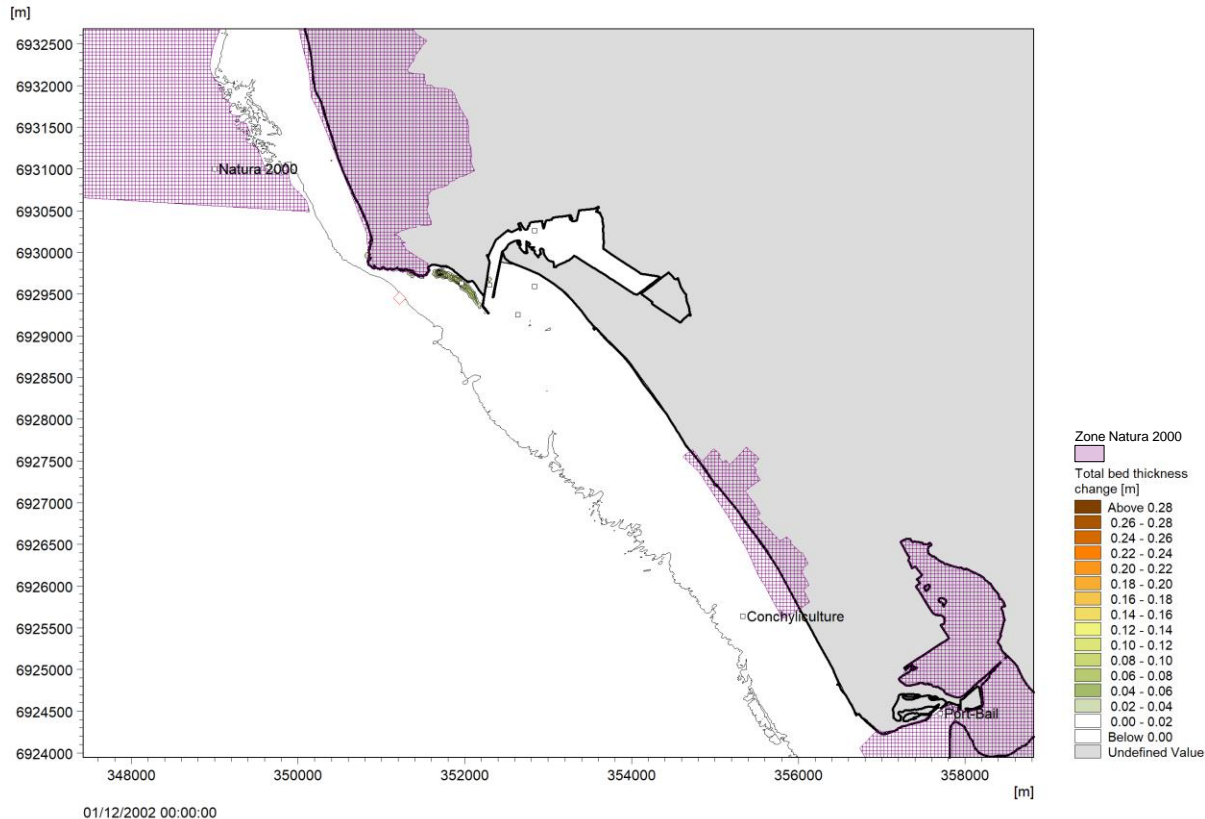 [m]
6932500
6932000
6931500
6931000
6930500
6930000
6929500
6929000
6928500
6928000
6927500
6927000
6926500
6926000
6925500
6925000
6924500
6924000
Natura 2000
Conchyliculture
Port-Bail
348000 350000 352000 354000 356000 358000
[m]
01/12/2002 00:00:00
Zone Natura 2000
Total bed thickness
change [m]
Above 0.28
0.26 - 0.28
0.24 - 0.26
0.22 - 0.24
0.20 - 0.22
0.18 - 0.20
0.16 - 0.18
0.14 - 0.16
0.12 - 0.14
0.10 - 0.12
0.08 - 0.10
0.06 - 0.08
0.04 - 0.06
0.02 - 0.04
0.00 - 0.02
Below 0.00
Undefined Value